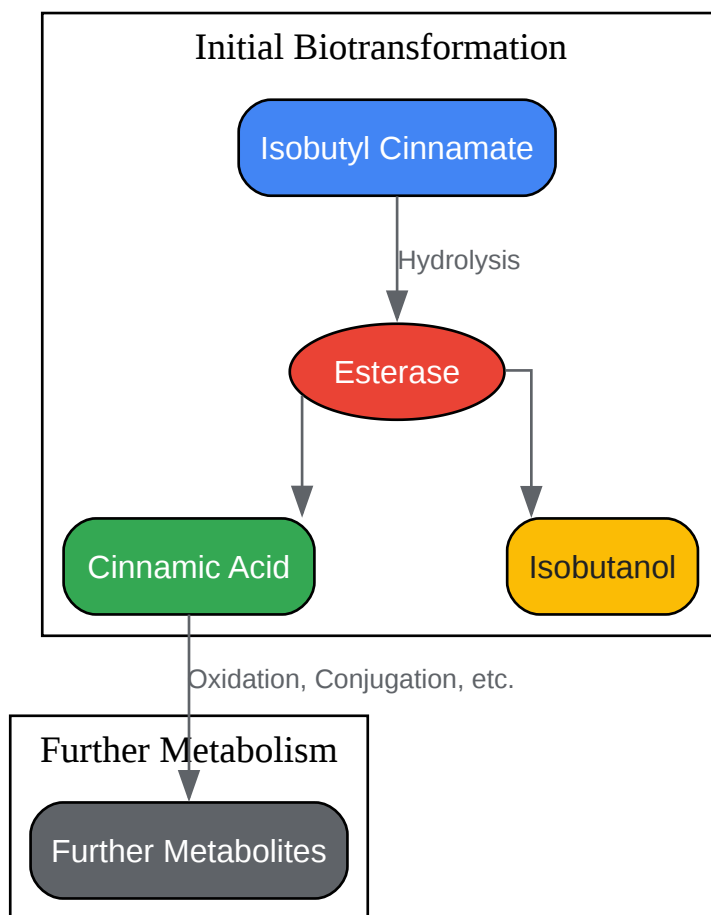 Initial Biotransformation
Isobutyl Cinnamate
Hydrolysis
Esterase
Cinnamic Acid
Isobutanol
Oxidation, Conjugation, etc.
Further Metabolism
Further Metabolites